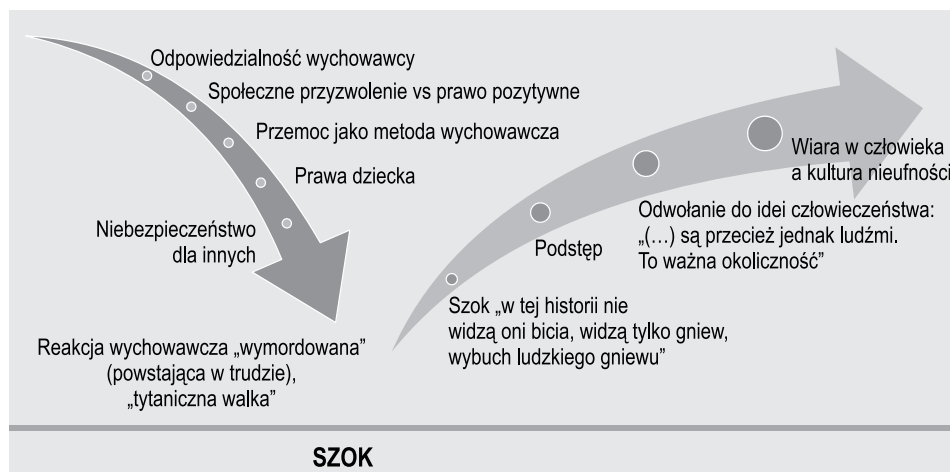 Odpowiedzialność wychowawcy
Społeczne przyzwolenie vs prawo pozytywne
Przemoc jako metoda wychowawcza
Prawa dziecka
Niebezpieczeństwo
dla innych
Reakcja wychowawcza „wymordowana”
(powstająca w trudzie),
„tytaniczna walka”
Szok „w tej historii nie
widzą oni bicia, widzą tylko gniew,
wybuch ludzkiego gniewu”
Podstęp
Odwołanie do idei człowieczeństwa:
„(...) są przecież jednak ludźmi.
To ważna okoliczność”
Wiara w człowieka
a kultura nieufności
SZOK